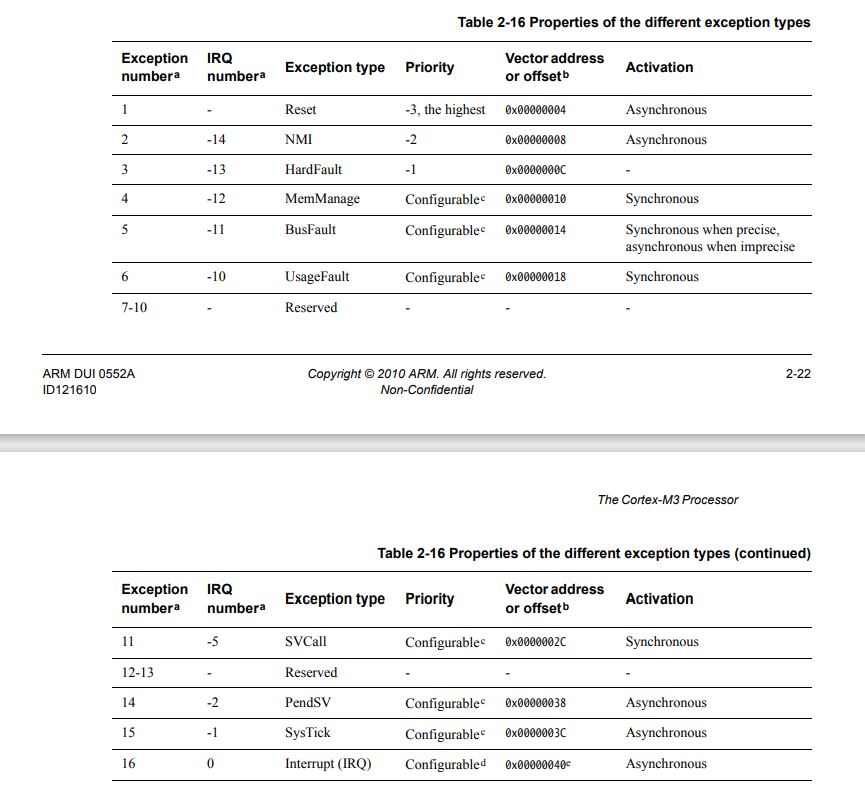 Table 2-16 Properties of the different exception types
Exception number a IRQ number a Exception type Priority Vector address or offset b Activation
1 - Reset -3, the highest 0x00000004 Asynchronous
2 -14 NMI -2 0x00000008 Asynchronous
3 -13 HardFault -1 0x0000000C -
4 -12 MemManage Configurable c 0x00000010 Synchronous
5 -11 BusFault Configurable c 0x00000014 Synchronous when precise,
asynchronous when imprecise
6 -10 UsageFault Configurable c 0x00000018 Synchronous
7-10 - Reserved - - -
ARM DUI 0552A Copyright © 2010 ARM. All rights reserved. 2-22
ID121610 Non-Confidential
The Cortex-M3 Processor
Table 2-16 Properties of the different exception types (continued)
Exception number a IRQ number a Exception type Priority Vector address or offset b Activation
11 -5 SVCall Configurable c 0x0000002C Synchronous
12-13 - Reserved - - -
14 -2 PendSV Configurable c 0x00000038 Asynchronous
15 -1 SysTick Configurable c 0x0000003C Asynchronous
16 0 Interrupt (IRQ) Configurable d 0x00000040 e Asynchronous